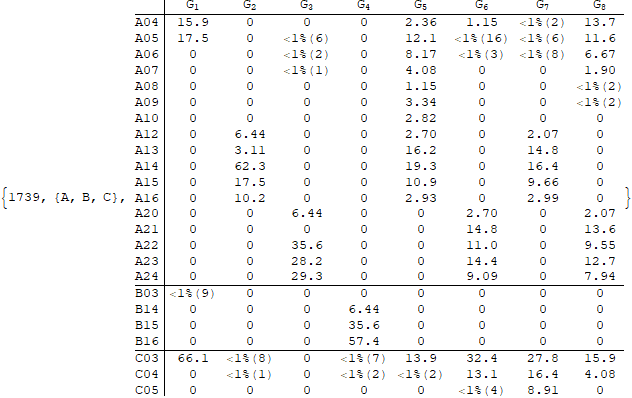 G1 G2 G3 G4 G5 G6 G7 G8
A04 15.9 0 0 0 2.36 1.15 <1%(2) 13.7
A05 17.5 0 <1%(6) 0 12.1 <1%(16) <1%(6) 11.6
A06 0 0 <1%(2) 0 8.17 <1%(3) <1%(8) 6.67
A07 0 0 <1%(1) 0 4.08 0 0 1.90
A08 0 0 0 0 1.15 0 0 <1%(2)
A09 0 0 0 0 3.34 0 0 <1%(2)
A10 0 0 0 0 2.82 0 0 0
A12 0 6.44 0 0 2.70 0 2.07 0
A13 0 3.11 0 0 16.2 0 14.8 0
A14 0 62.3 0 0 19.3 0 16.4 0
A15 0 17.5 0 0 10.9 0 9.66 0
{1739, {A, B, C}, A16 0 10.2 0 0 2.93 0 2.99 0 }
A20 0 0 6.44 0 0 2.70 0 2.07
A21 0 0 0 0 0 14.8 0 13.6
A22 0 0 35.6 0 0 11.0 0 9.55
A23 0 0 28.2 0 0 14.4 0 12.7
A24 0 0 29.3 0 0 9.09 0 7.94
B03 <1%(9) 0 0 0 0 0 0 0
B14 0 0 0 6.44 0 0 0 0
B15 0 0 0 35.6 0 0 0 0
B16 0 0 0 57.4 0 0 0 0
C03 66.1 <1%(8) 0 <1%(7) 13.9 32.4 27.8 15.9
C04 0 <1%(1) 0 <1%(2) <1%(2) 13.1 16.4 4.08
C05 0 0 0 0 0 <1%(4) 8.91 0